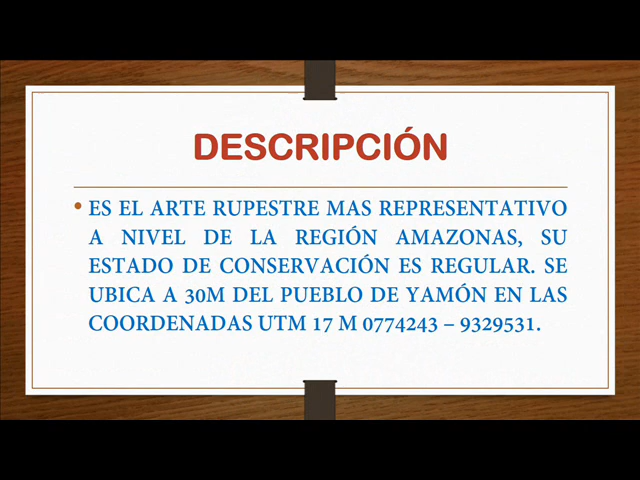 DESCRIPCIÓN
• ES EL ARTE RUPESTRE MAS REPRESENTATIVO
A NIVEL DE LA REGIÓN AMAZONAS, SU
ESTADO DE CONSERVACIÓN ES REGULAR. SE
UBICA A 30M DEL PUEBLO DE YAMÓN EN LAS
COORDENADAS UTM 17 M 0774243 – 9329531.